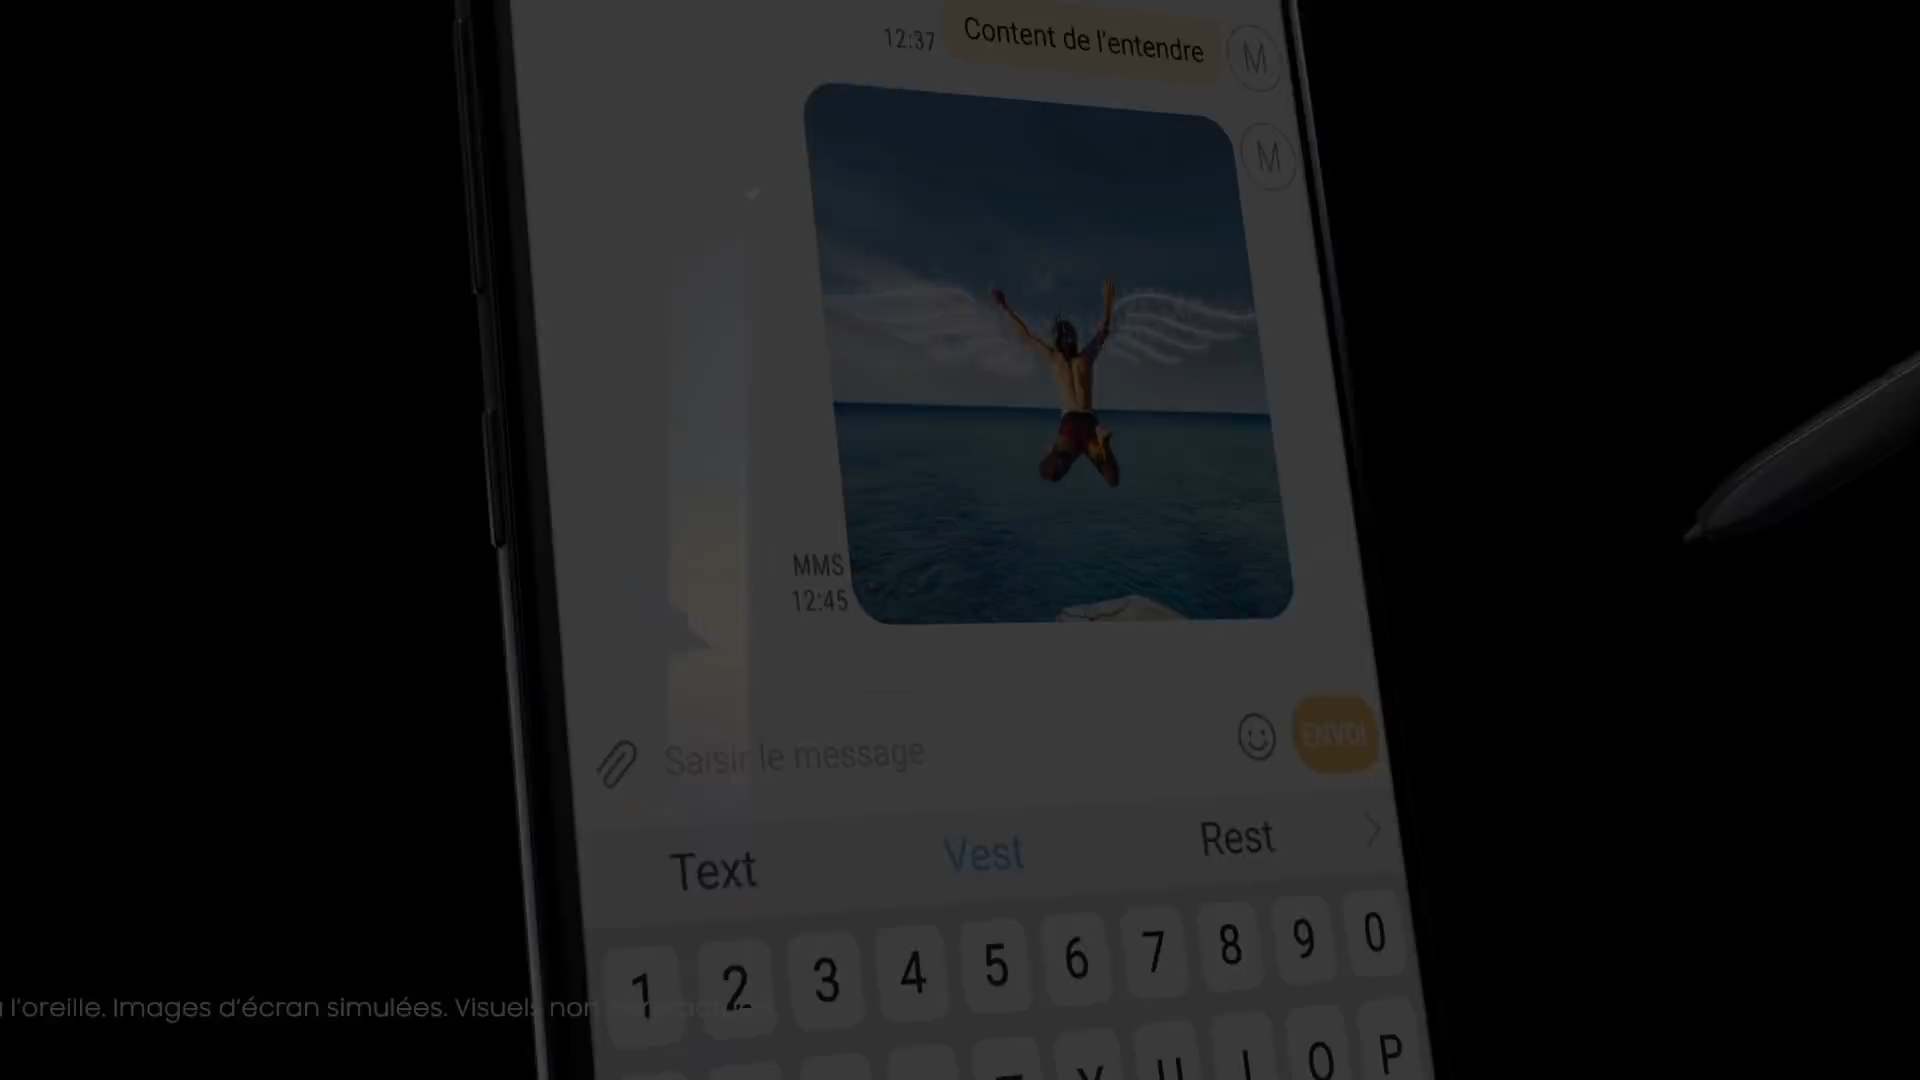 12:37
Content de l'entendre
M
M
MMS
12:45
Saisir le message
ENVOI
Text
Vest
Rest
1 2 3 4 5 6 7 8 9 0
l'oreille. Images d'écran simulées. Visuels non
Y U I O P